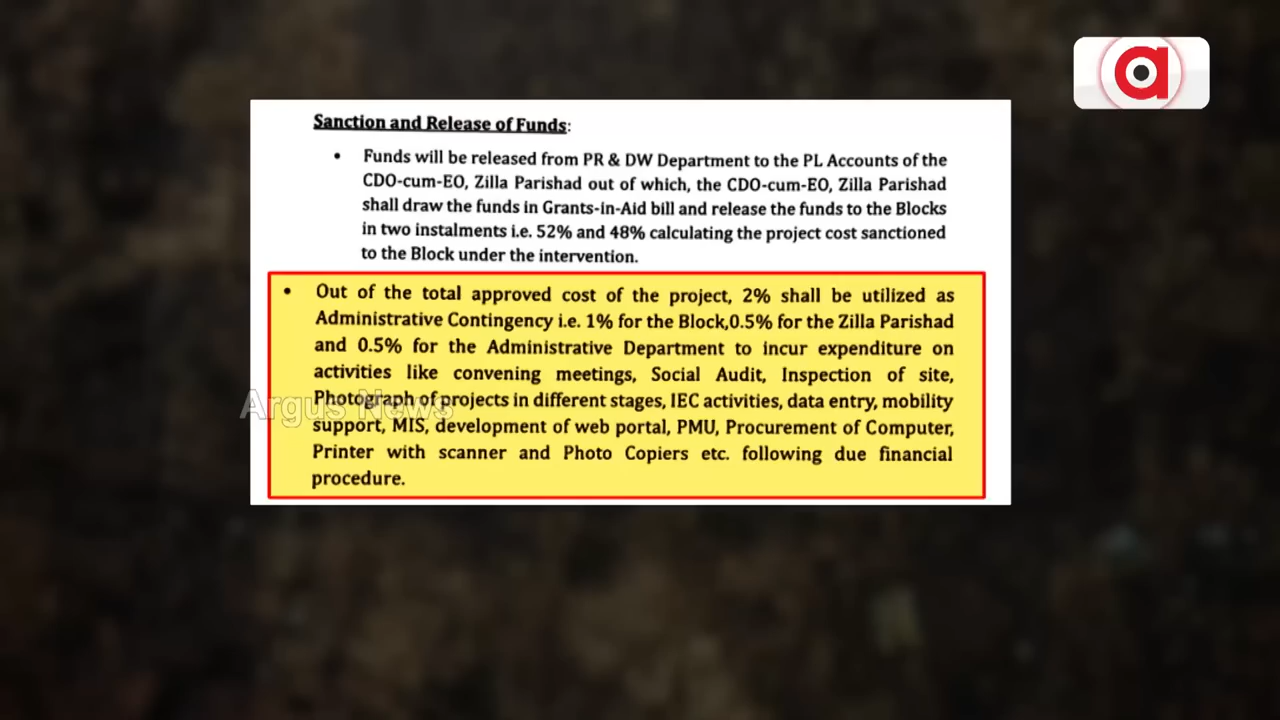 Sanction and Release of Funds:
• Funds will be released from PR & DW Department to the PL Accounts of the
CDO-cum-EO, Zilla Parishad out of which, the CDO-cum-EO, Zilla Parishad
shall draw the funds in Grants-in-Aid bill and release the funds to the Blocks
in two instalments i.e. 52% and 48% calculating the project cost sanctioned
to the Block under the intervention.
• Out of the total approved cost of the project, 2% shall be utilized as
Administrative Contingency i.e. 1% for the Block,0.5% for the Zilla Parishad
and 0.5% for the Administrative Department to incur expenditure on
activities like convening meetings, Social Audit, Inspection of site,
Photograph of projects in different stages, IEC activities, data entry, mobility
support, MIS, development of web portal, PMU, Procurement of Computer,
Printer with scanner and Photo Copiers etc. following due financial
procedure.
Argus News
a